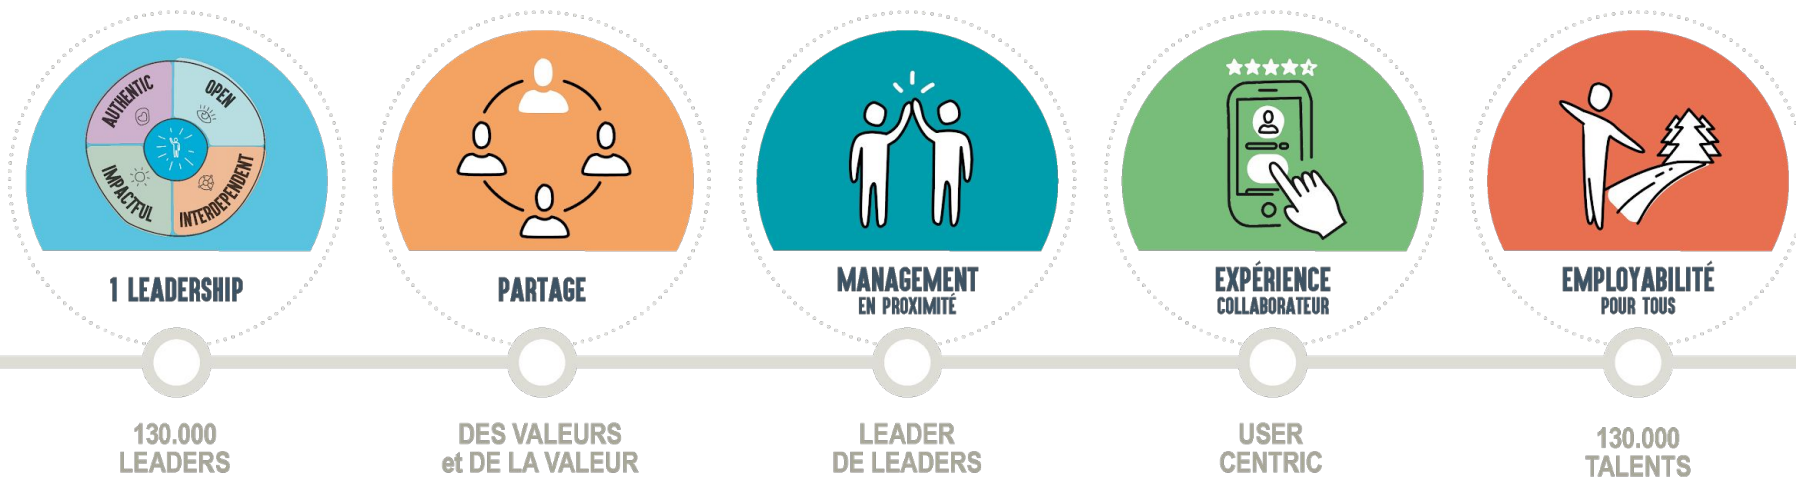 AUTHENTIC
OPEN
IMPACTFUL
INTERDEPENDENT
1 LEADERSHIP
130.000
LEADERS
PARTAGE
DES VALEURS
et DE LA VALEUR
MANAGEMENT
EN PROXIMITÉ
LEADER
DE LEADERS
EXPÉRIENCE
COLLABORATEUR
USER
CENTRIC
EMPLOYABILITÉ
POUR TOUS
130.000
TALENTS